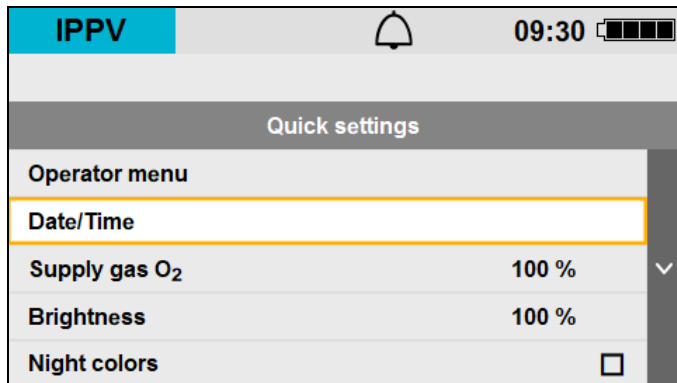 IPPV 09:30
Quick settings
Operator menu
Date/Time
Supply gas O₂ 100 %
Brightness 100 %
Night colors